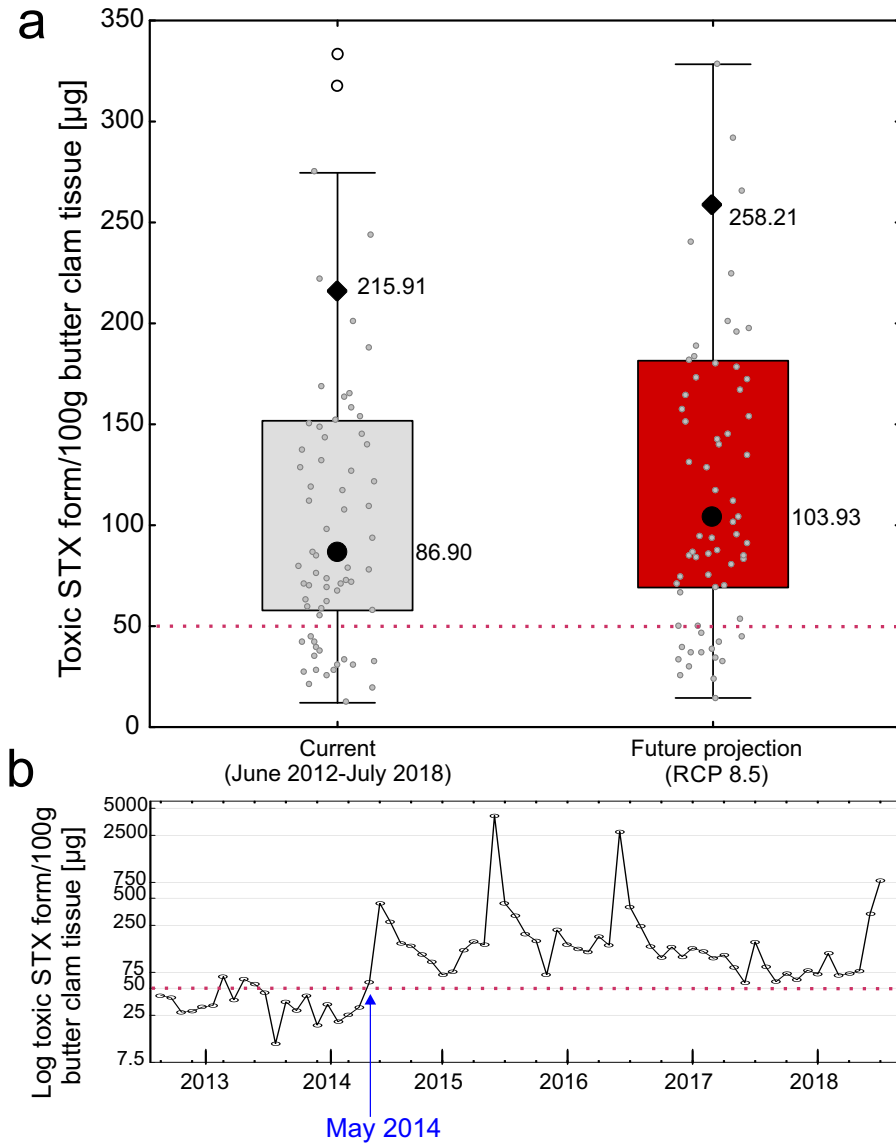 a
Toxic STX form/100g butter clam tissue [µg]
350
300
250
200
150
100
50
0
215.91
86.90
258.21
103.93
Current
(June 2012-July 2018)
Future projection
(RCP 8.5)
b
Log toxic STX form/100g
butter clam tissue [µg]
5000
2500
750
500
250
75
50
25
7.5
2013
2014
2015
2016
2017
2018
May 2014